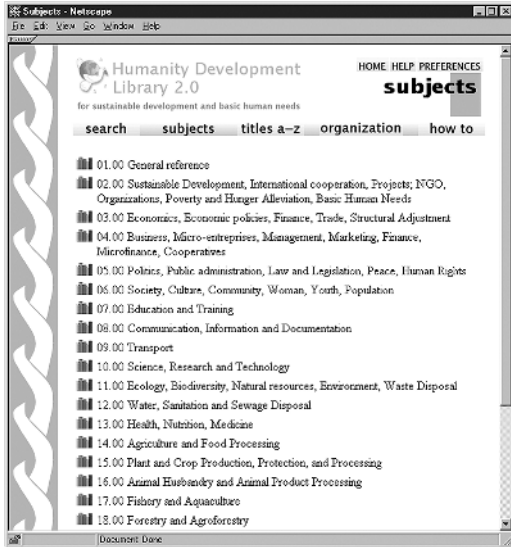 Subjects - Netscape
File Edit View Go Window Help
Humanity Development
Library 2.0
for sustainable development and basic human needs
HOME HELP PREFERENCES
subjects
search subjects titles a-z organization how to
01.00 General reference
02.00 Sustainable Development, International cooperation, Projects; NGO,
Organizations, Poverty and Hunger Alleviation, Basic Human Needs
03.00 Economics, Economic policies, Finance, Trade, Structural Adjustment
04.00 Business, Micro-entreprises, Management, Marketing, Finance,
Microfinance, Cooperatives
05.00 Politics, Public administration, Law and Legislation, Peace, Human Rights
06.00 Society, Culture, Community, Woman, Youth, Population
07.00 Education and Training
08.00 Communication, Information and Documentation
09.00 Transport
10.00 Science, Research and Technology
11.00 Ecology, Biodiversity, Natural resources, Environment, Waste Disposal
12.00 Water, Sanitation and Sewage Disposal
13.00 Health, Nutrition, Medicine
14.00 Agriculture and Food Processing
15.00 Plant and Crop Production, Protection, and Processing
16.00 Animal Husbandry and Animal Product Processing
17.00 Fishery and Aquaculture
18.00 Forestry and Agroforestry
Document Done